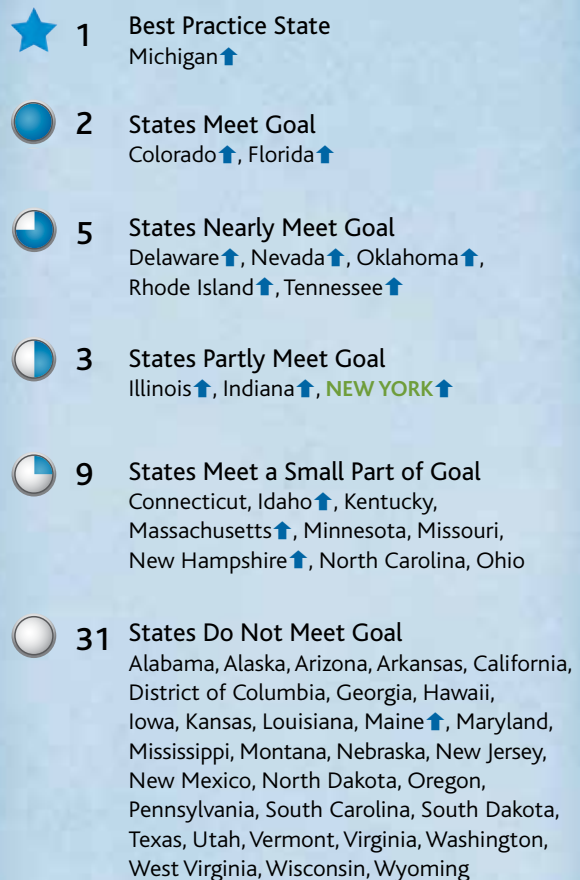 1 Best Practice State
Michigan⬆
2 States Meet Goal
Colorado⬆, Florida⬆
5 States Nearly Meet Goal
Delaware⬆, Nevada⬆, Oklahoma⬆,
Rhode Island⬆, Tennessee⬆
3 States Partly Meet Goal
Illinois⬆, Indiana⬆, NEW YORK⬆
9 States Meet a Small Part of Goal
Connecticut, Idaho⬆, Kentucky,
Massachusetts⬆, Minnesota, Missouri,
New Hampshire⬆, North Carolina, Ohio
31 States Do Not Meet Goal
Alabama, Alaska, Arizona, Arkansas, California,
District of Columbia, Georgia, Hawaii,
Iowa, Kansas, Louisiana, Maine⬆, Maryland,
Mississippi, Montana, Nebraska, New Jersey,
New Mexico, North Dakota, Oregon,
Pennsylvania, South Carolina, South Dakota,
Texas, Utah, Vermont, Virginia, Washington,
West Virginia, Wisconsin, Wyoming